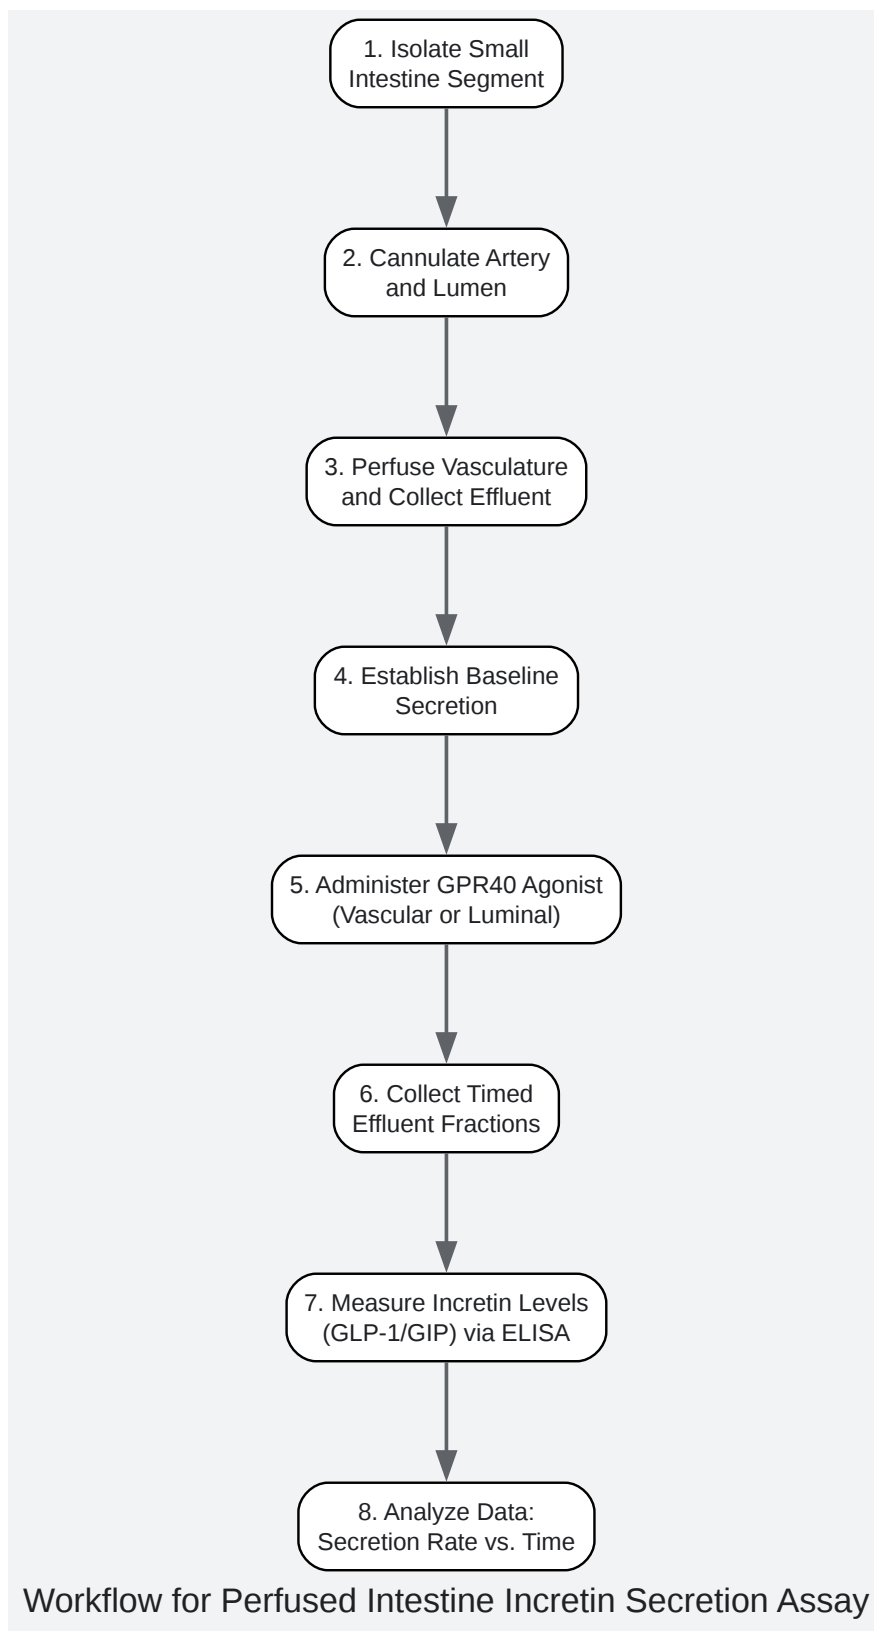 1. Isolate Small
Intestine Segment
2. Cannulate Artery
and Lumen
3. Perfuse Vasculature
and Collect Effluent
4. Establish Baseline
Secretion
5. Administer GPR40 Agonist
(Vascular or Luminal)
6. Collect Timed
Effluent Fractions
7. Measure Incretin Levels
(GLP-1/GIP) via ELISA
8. Analyze Data:
Secretion Rate vs. Time
Workflow for Perfused Intestine Incretin Secretion Assay